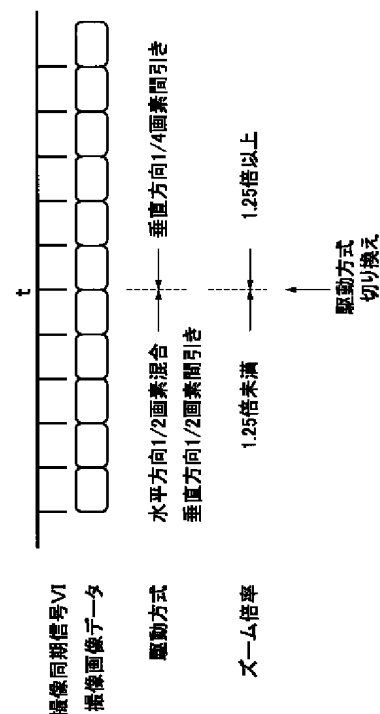 t
撮像同期信号VI
撮像画像データ
駆動方式
水平方向1/2画素混合
垂直方向1/2画素間引き
垂直方向1/4画素間引き
ズーム倍率
1.25倍未満
1.25倍以上
駆動方式
切り換え